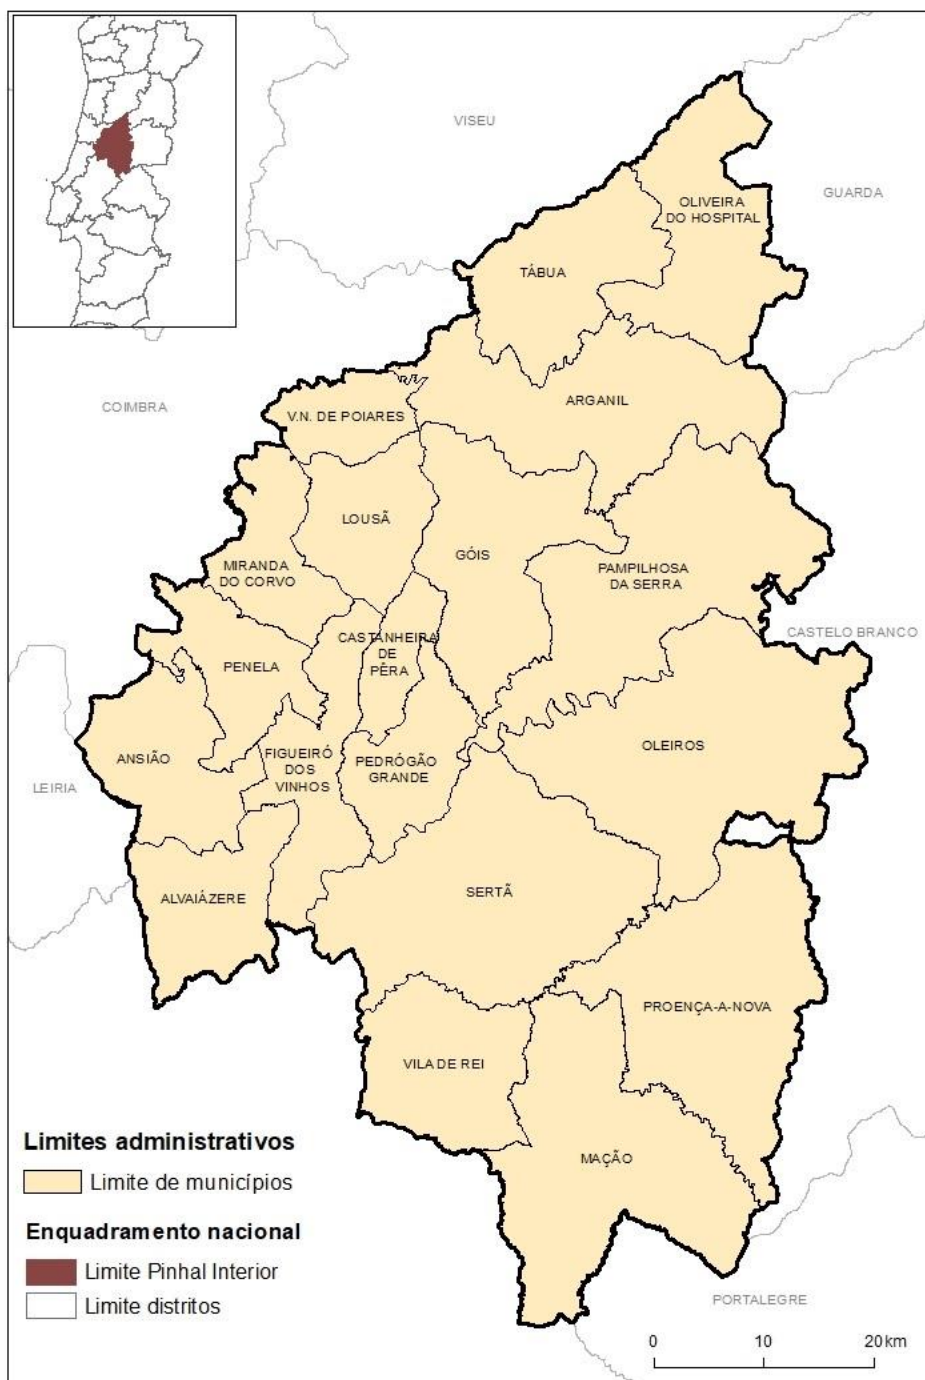 VISEU
GUARDA
OLIVEIRA
DO HOSPITAL
TÁBUA
COIMBRA
ARGANIL
V.N. DE POIARES
LOUSÃ
GÓIS
MIRANDA
DO CORVO
PAMPILHOSA
DA SERRA
CASTELO BRANCO
CASTANHEIRA
DE
PÊRA
PENELA
OLEIROS
ANSIÃO
FIGUEIRÓ
DOS
VINHOS
PEDRÓGÃO
GRANDE
LEIRIA
SERTÃ
ALVAIÁZERE
PROENÇA-A-NOVA
VILA DE REI
MAÇÃO
PORTALEGRE
Limites administrativos
Limite de municípios
Enquadramento nacional
Limite Pinhal Interior
Limite distritos
0 10 20 km